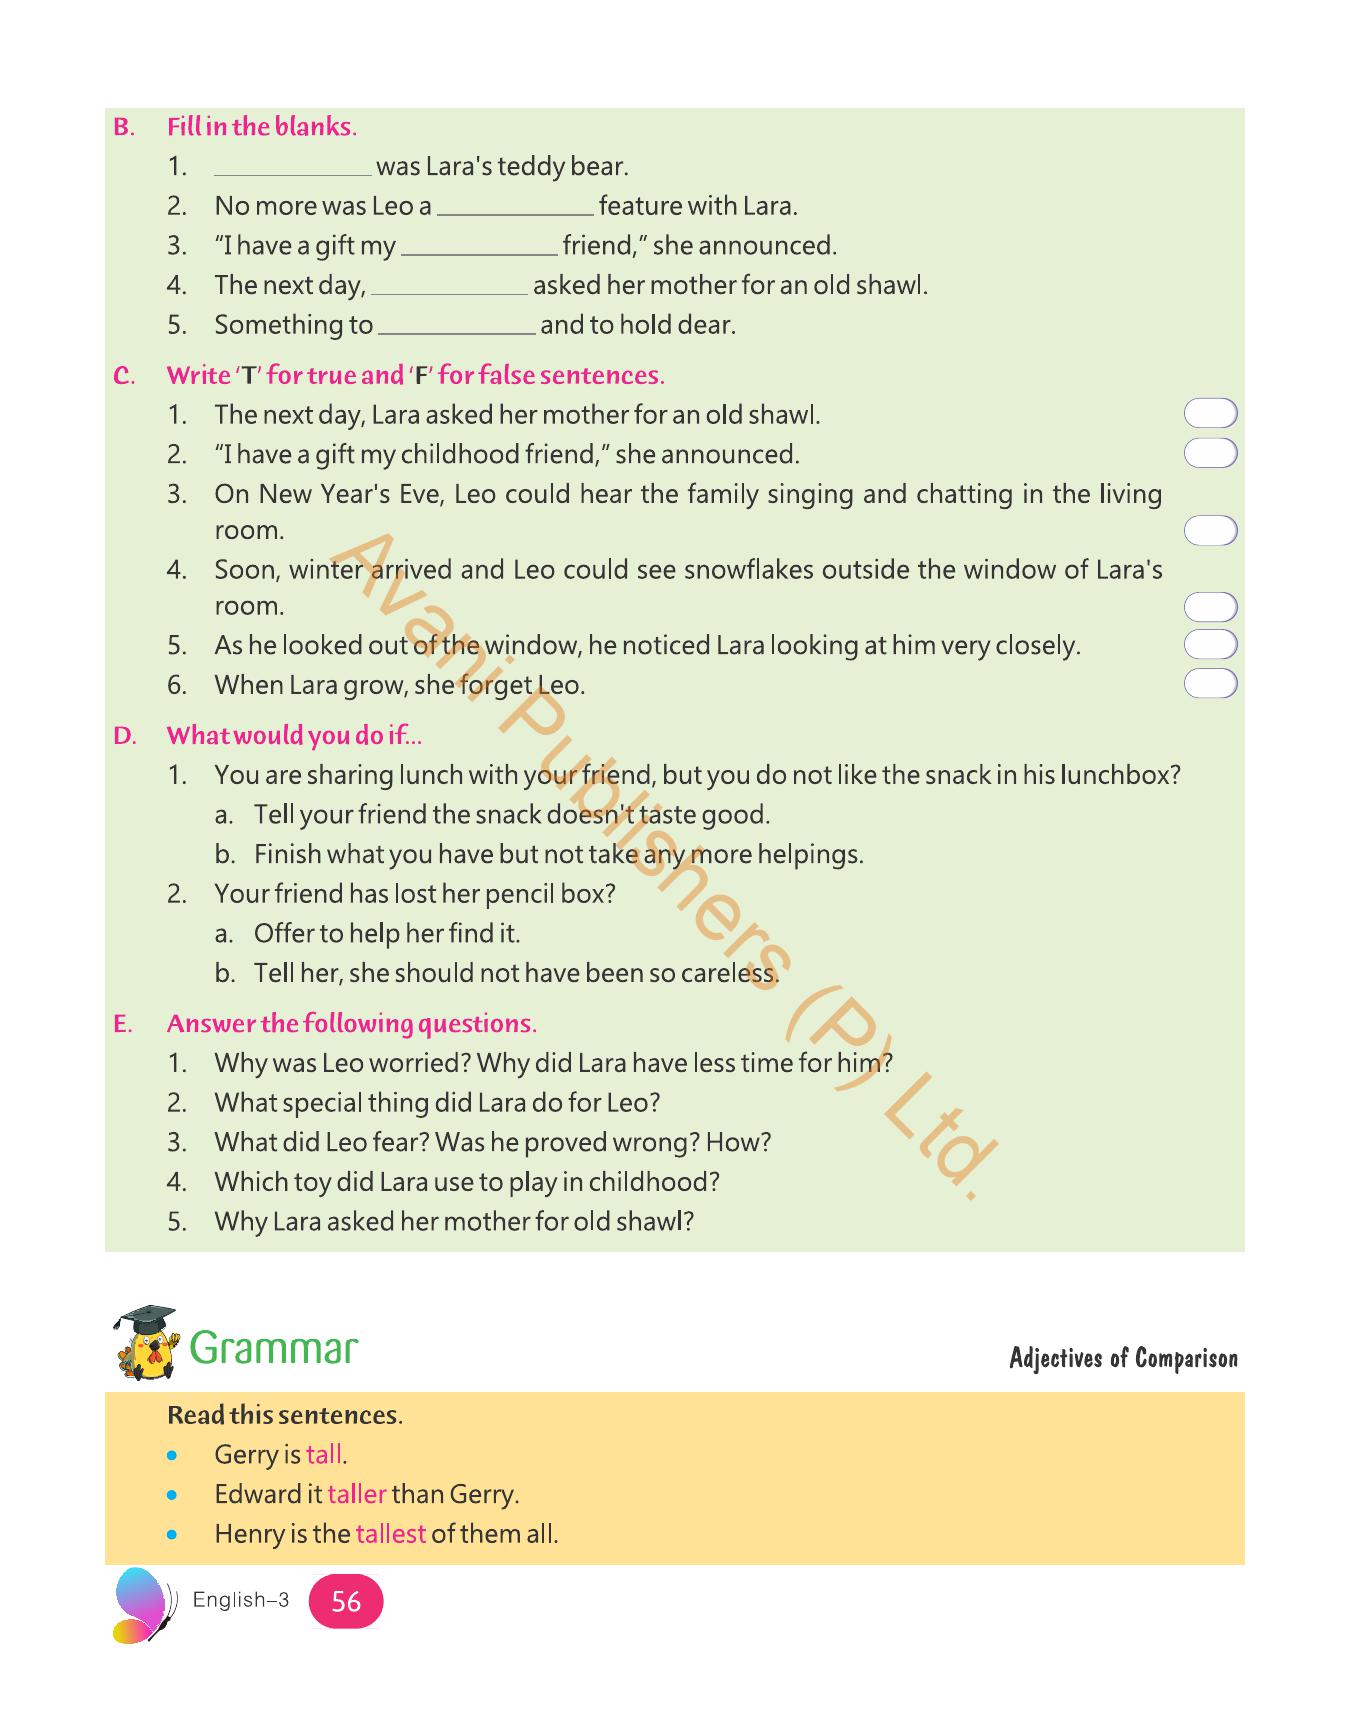 B. Fill in the blanks.
1. ____________ was Lara's teddy bear.
2. No more was Leo a ____________ feature with Lara.
3. “I have a gift my ____________ friend,” she announced.
4. The next day, ____________ asked her mother for an old shawl.
5. Something to ____________ and to hold dear.
C. Write ‘T’ for true and ‘F’ for false sentences.
1. The next day, Lara asked her mother for an old shawl.
2. “I have a gift my childhood friend,” she announced.
3. On New Year's Eve, Leo could hear the family singing and chatting in the living
room.
4. Soon, winter arrived and Leo could see snowflakes outside the window of Lara's
room.
5. As he looked out of the window, he noticed Lara looking at him very closely.
6. When Lara grow, she forget Leo.
D. What would you do if...
1. You are sharing lunch with your friend, but you do not like the snack in his lunchbox?
a. Tell your friend the snack doesn't taste good.
b. Finish what you have but not take any more helpings.
2. Your friend has lost her pencil box?
a. Offer to help her find it.
b. Tell her, she should not have been so careless.
E. Answer the following questions.
1. Why was Leo worried? Why did Lara have less time for him?
2. What special thing did Lara do for Leo?
3. What did Leo fear? Was he proved wrong? How?
4. Which toy did Lara use to play in childhood?
5. Why Lara asked her mother for old shawl?
Avani Publishers (P) Ltd.
Grammar
Adjectives of Comparison
Read this sentences.
• Gerry is tall.
• Edward it taller than Gerry.
• Henry is the tallest of them all.
English–3 56